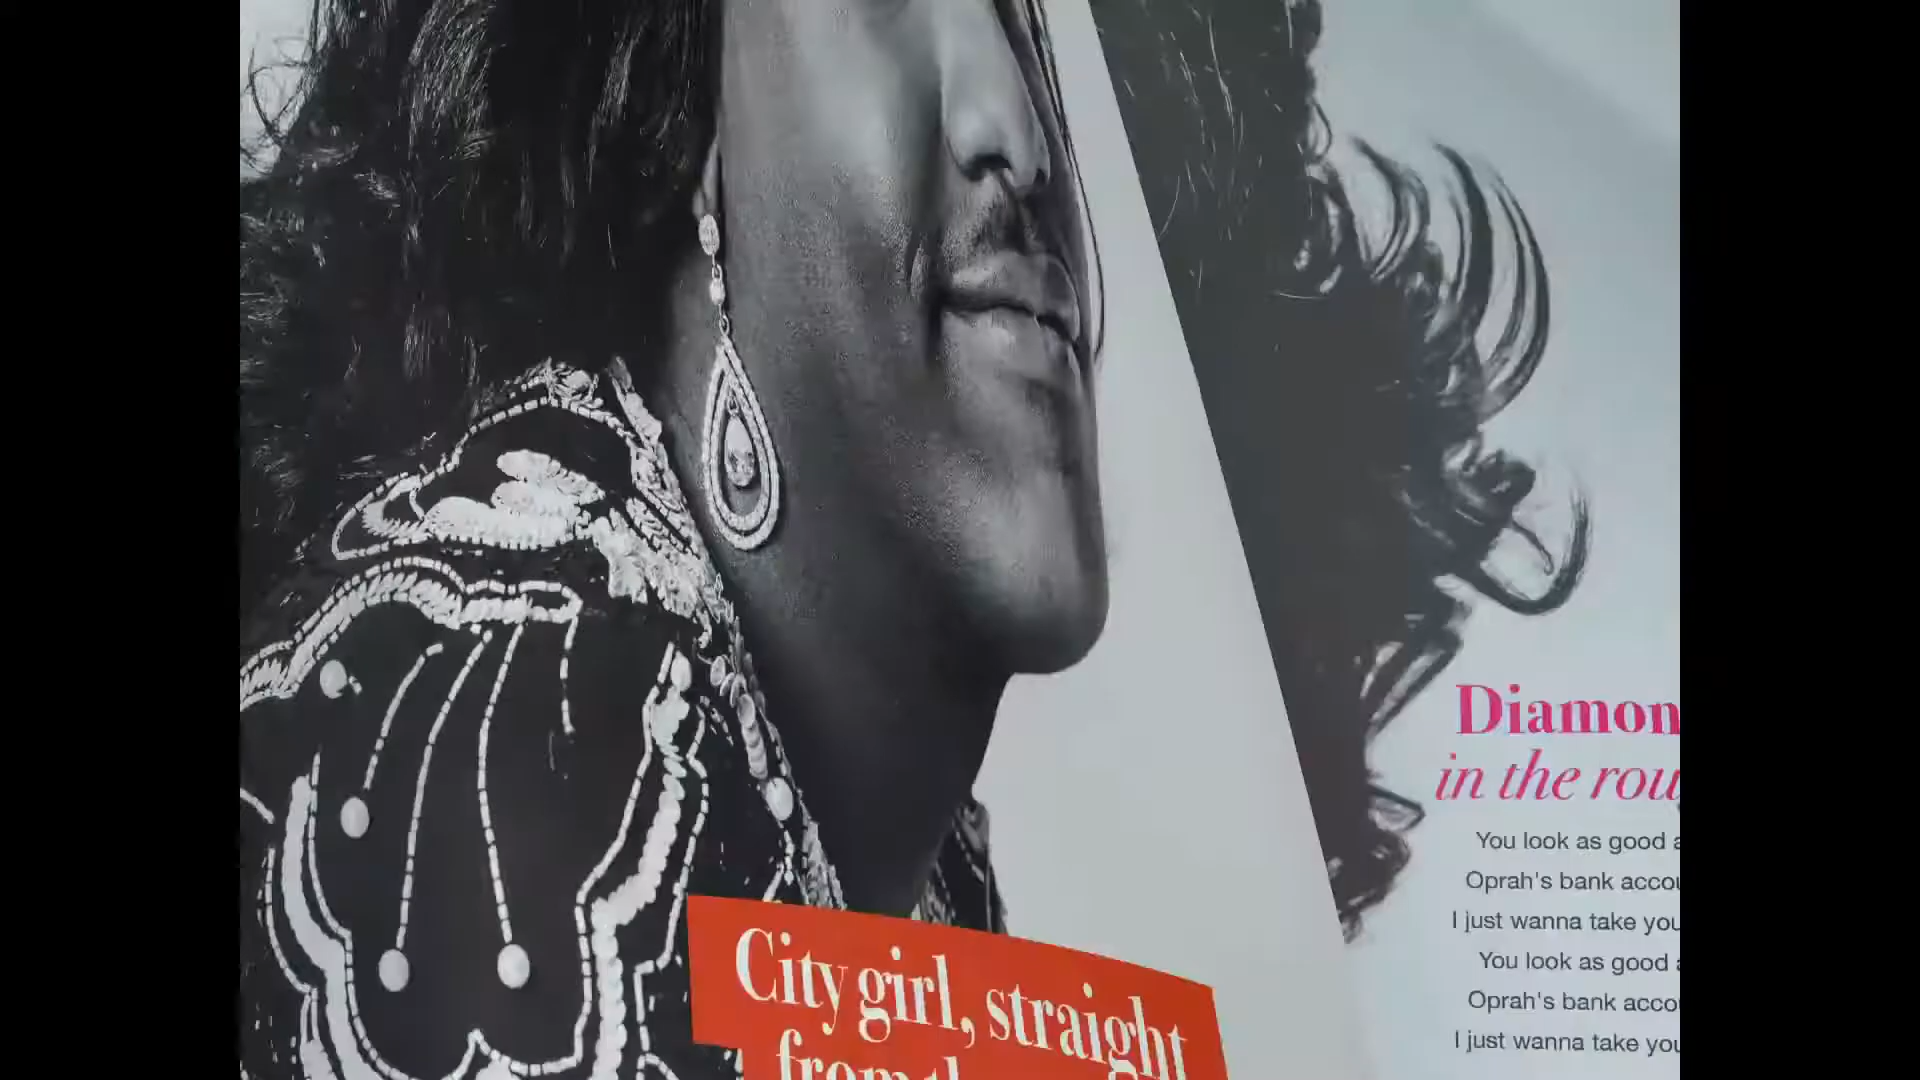 City girl, straight
Diamon
in the rou
You look as good a
Oprah's bank accou
I just wanna take you
You look as good a
Oprah's bank acco
I just wanna take you